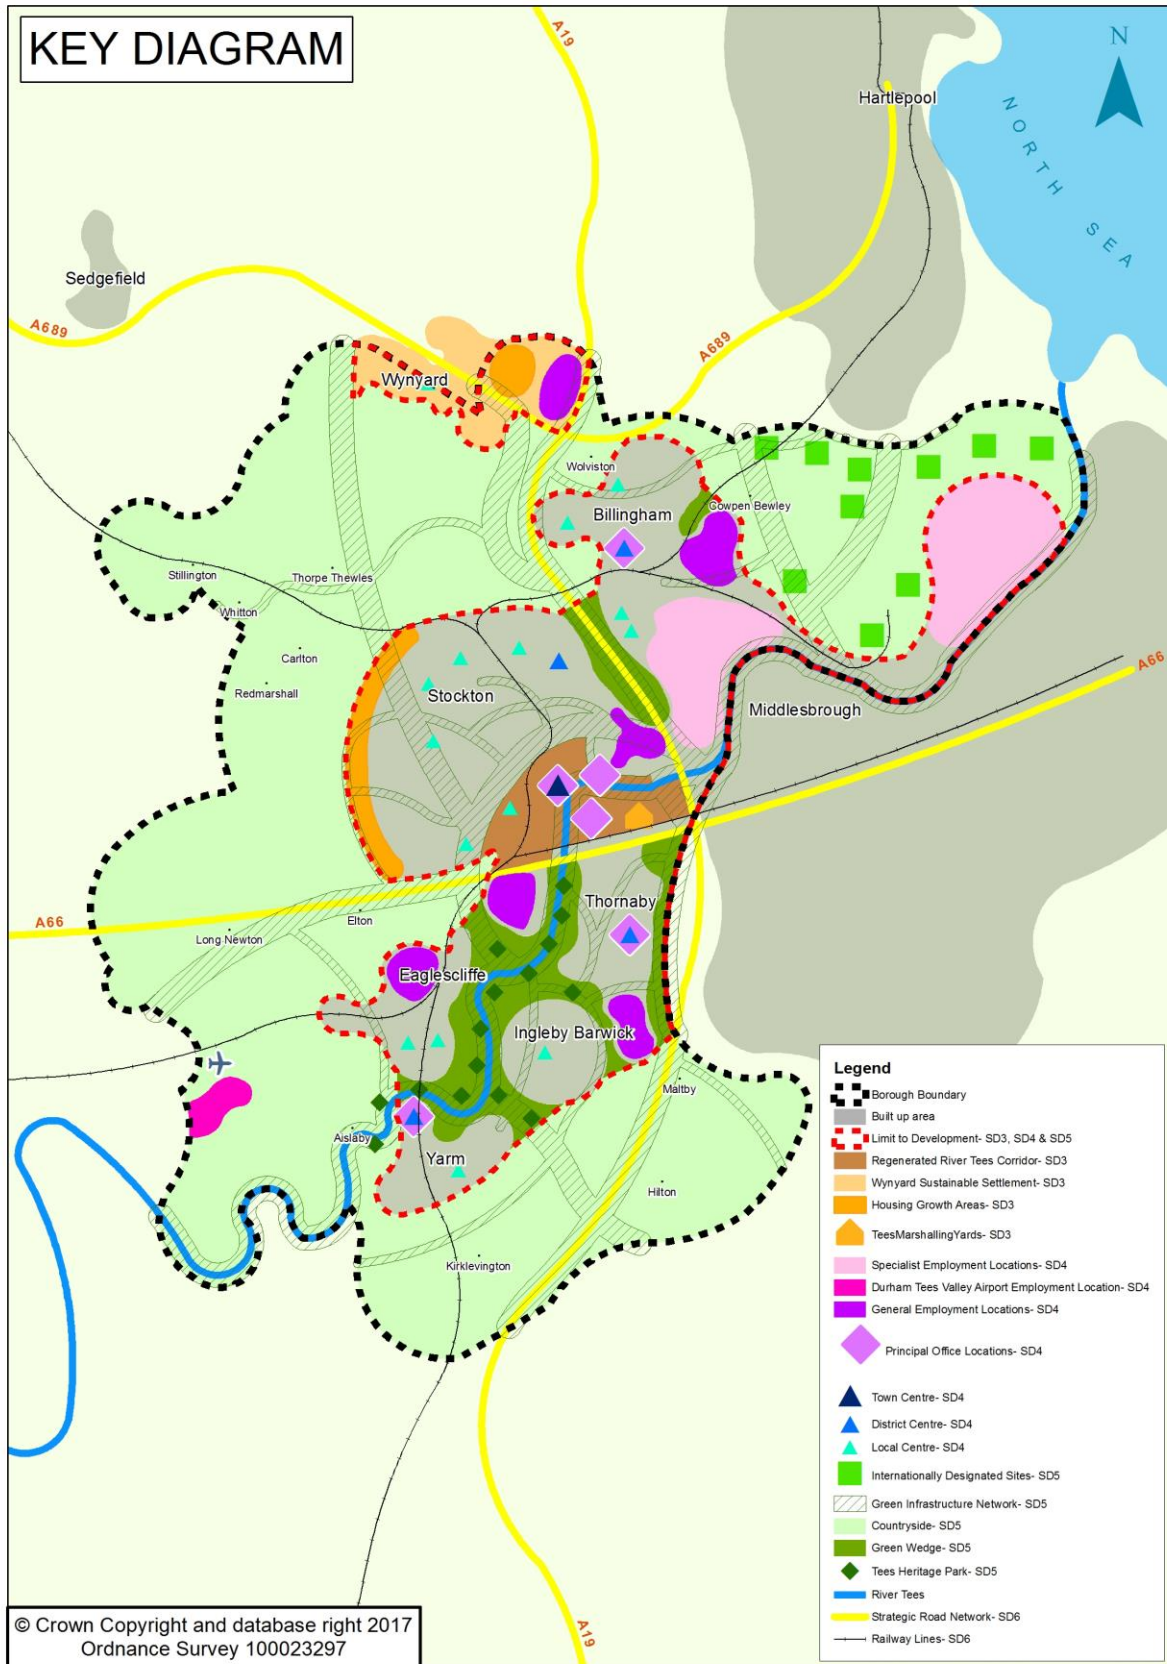 KEY DIAGRAM
A19
N
Hartlepool
NORTH SEA
Sedgefield
A689
A689
Wynyard
Wolviston
Billingham
Cowpen Bewley
Stillington
Thorpe Thewles
Whitton
Carlton
Redmarshall
Stockton
Middlesbrough
A66
Thornaby
A66
Elton
Long Newton
Eaglescliffe
Ingleby Barwick
Maltby
Aislaby
Yarm
Hilton
Kirklevington
A19
Legend
Borough Boundary
Built up area
Limit to Development- SD3, SD4 & SD5
Regenerated River Tees Corridor- SD3
Wynyard Sustainable Settlement- SD3
Housing Growth Areas- SD3
TeesMarshallingYards- SD3
Specialist Employment Locations- SD4
Durham Tees Valley Airport Employment Location- SD4
General Employment Locations- SD4
Principal Office Locations- SD4
Town Centre- SD4
District Centre- SD4
Local Centre- SD4
Internationally Designated Sites- SD5
Green Infrastructure Network- SD5
Countryside- SD5
Green Wedge- SD5
Tees Heritage Park- SD5
River Tees
Strategic Road Network- SD6
Railway Lines- SD6
© Crown Copyright and database right 2017
Ordnance Survey 100023297